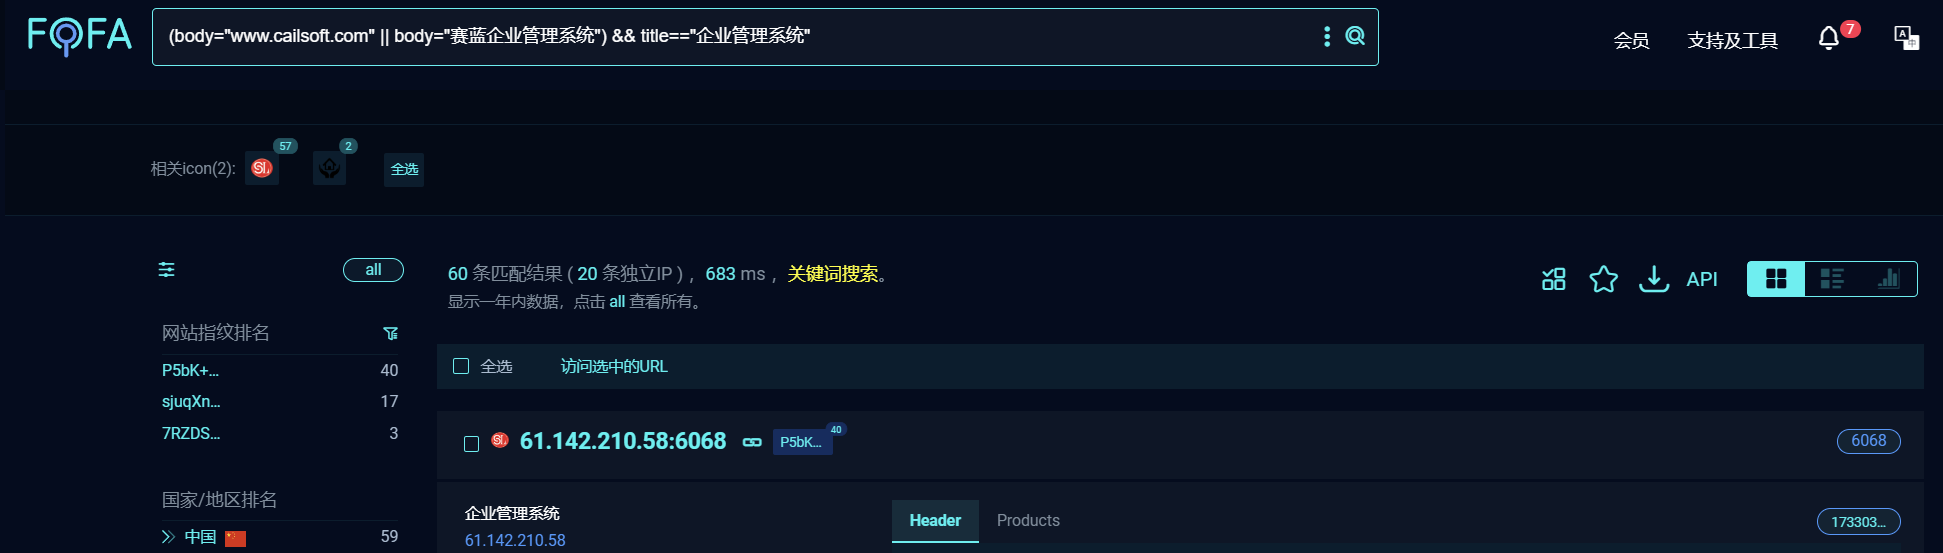 FOFA
(body="www.cailsoft.com" || body="赛蓝企业管理系统") && title=="企业管理系统"
会员
支持及工具
7
A 中
相关icon(2):
SL
57
2
全选
all
60 条匹配结果 ( 20 条独立IP ) ，683 ms ，关键词搜索。
显示一年内数据，点击 all 查看所有。
API
网站指纹排名
P5bK+... 40
sjuqXn... 17
7RZDS... 3
国家/地区排名
中国 59
全选 访问选中的URL
SL 61.142.210.58:6068 P5bK... 40 6068
企业管理系统
61.142.210.58
Header Products 173303...